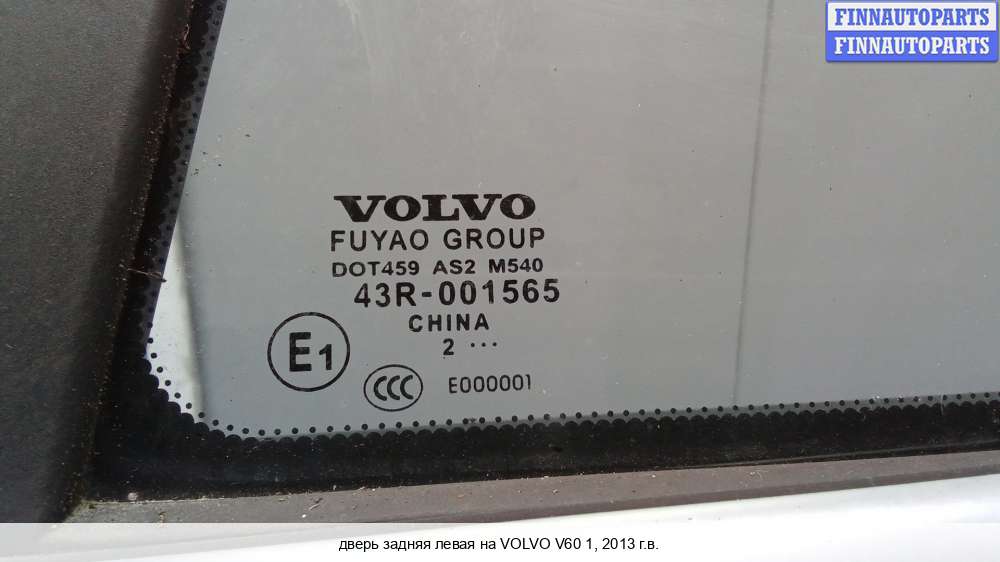 FINNAUTOPARTS
FINNAUTOPARTS
VOLVO
FUYAO GROUP
DOT459 AS2 M540
43R-001565
CHINA
2 ...
E1
CCC E000001
дверь задняя левая на VOLVO V60 1, 2013 г.в.